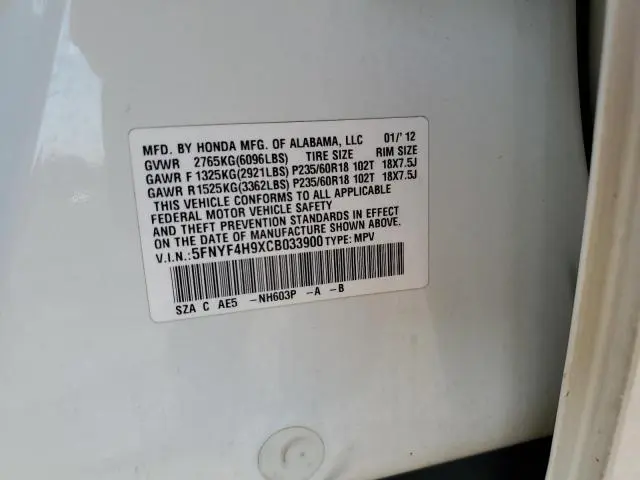 MFD. BY HONDA MFG. OF ALABAMA, LLC 01/'12
GVWR 2765KG(6096LBS) TIRE SIZE RIM SIZE
GAWR F 1325KG(2921LBS) P235/60R18 102T 18X7.5J
GAWR R1525KG(3362LBS) P235/60R18 102T 18X7.5J
THIS VEHICLE CONFORMS TO ALL APPLICABLE
FEDERAL MOTOR VEHICLE SAFETY
AND THEFT PREVENTION STANDARDS IN EFFECT
ON THE DATE OF MANUFACTURE SHOWN ABOVE.
V.I.N.:5FNYF4H9XCB033900 TYPE: MPV
SZA C AE5 -NH603P -A -B